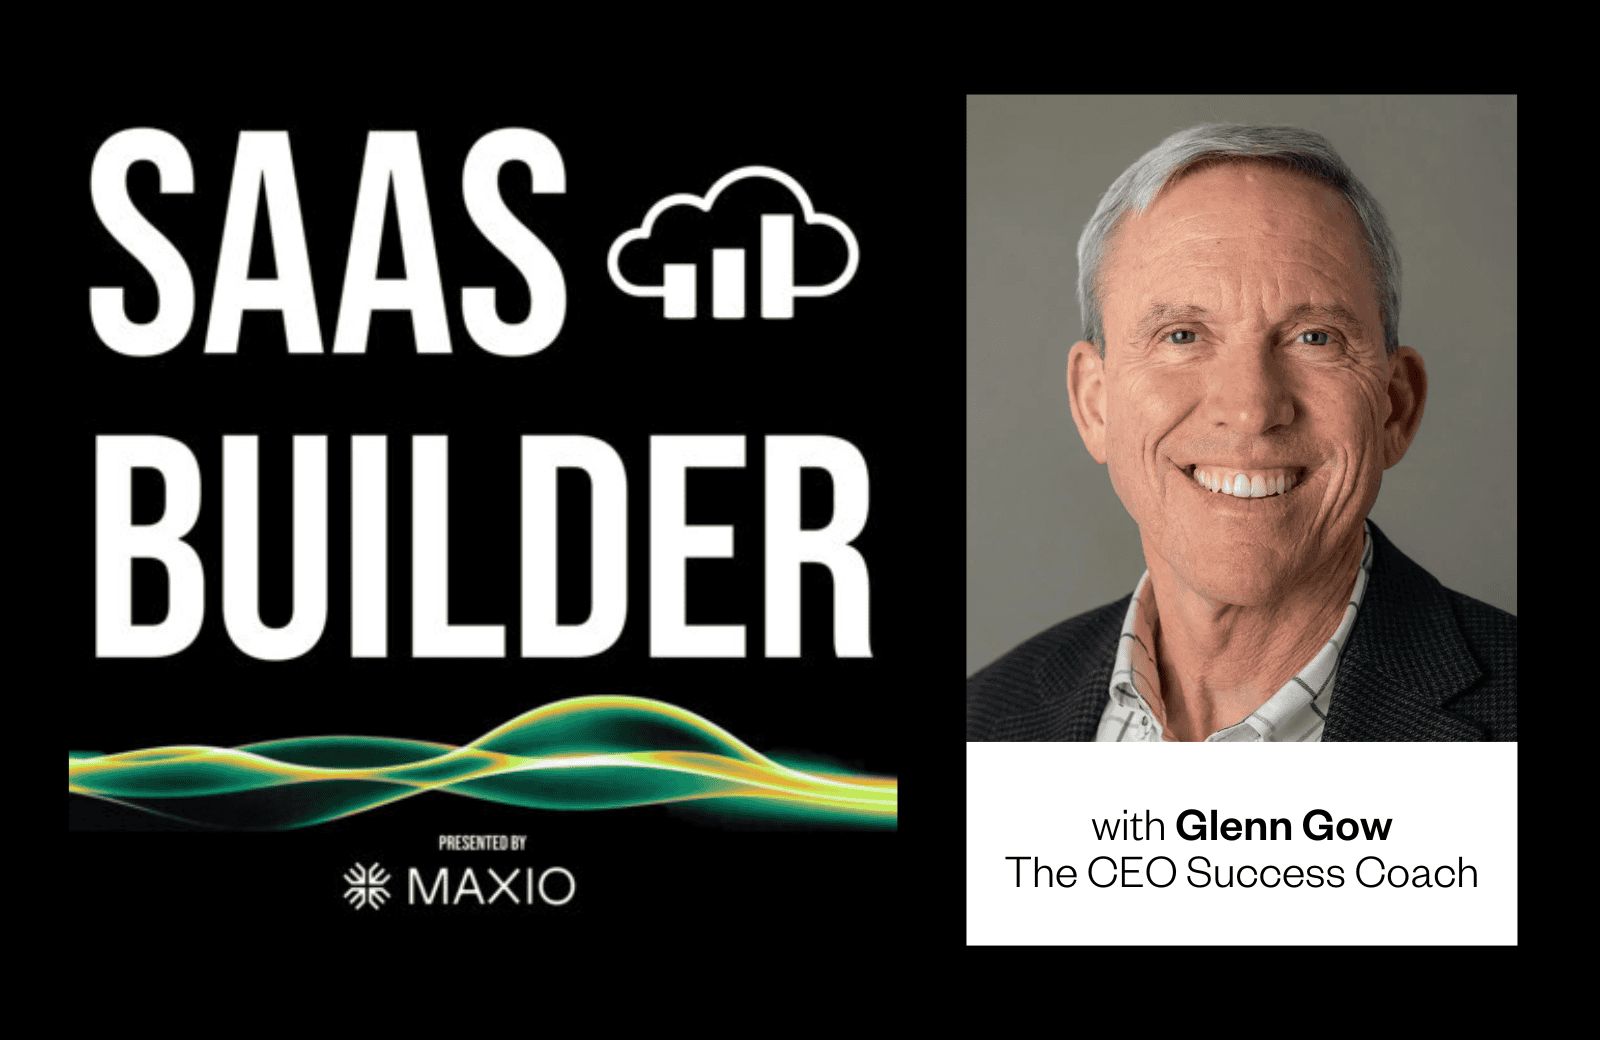 SAAS
BUILDER
PRESENTED BY
MAXIO
with Glenn Gow
The CEO Success Coach